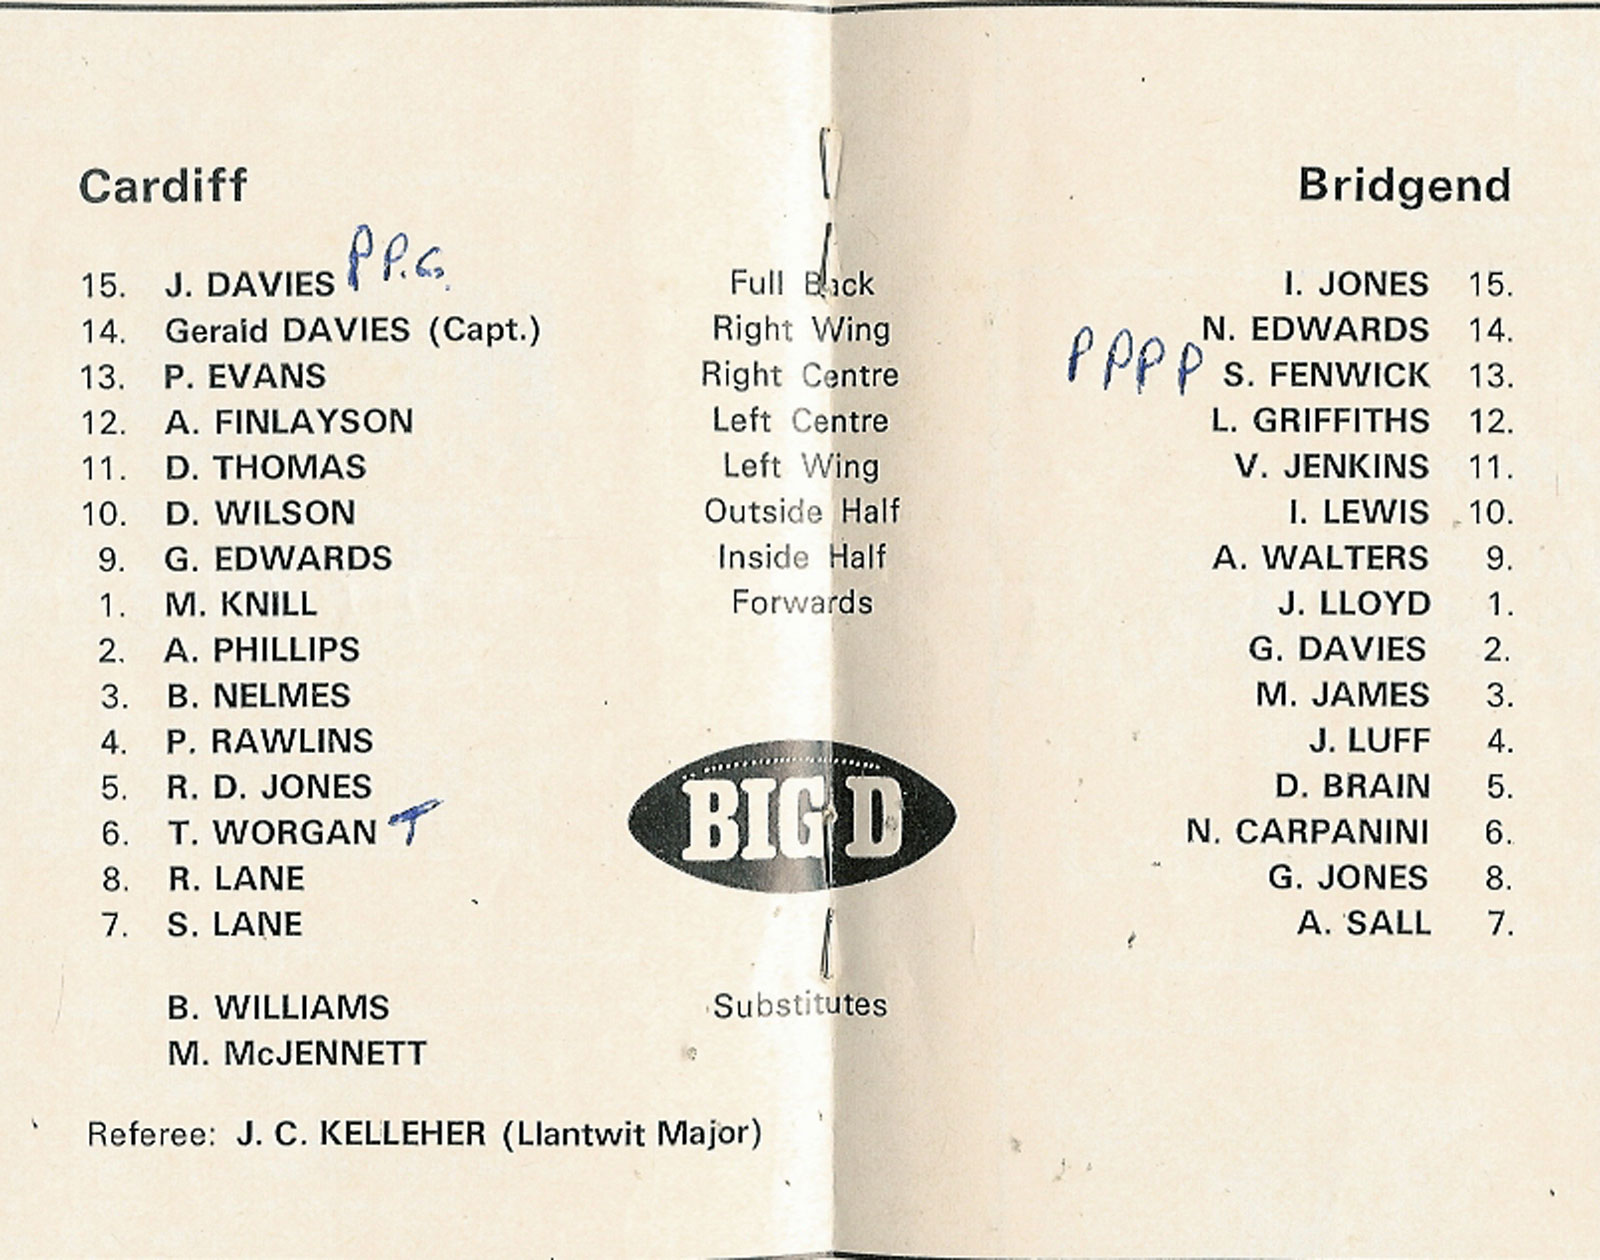 Cardiff Bridgend
15. J. DAVIES P P.G. Full Back I. JONES 15.
14. Gerald DAVIES (Capt.) Right Wing N. EDWARDS 14.
13. P. EVANS Right Centre P P P P S. FENWICK 13.
12. A. FINLAYSON Left Centre L. GRIFFITHS 12.
11. D. THOMAS Left Wing V. JENKINS 11.
10. D. WILSON Outside Half I. LEWIS 10.
9. G. EDWARDS Inside Half A. WALTERS 9.
1. M. KNILL Forwards J. LLOYD 1.
2. A. PHILLIPS G. DAVIES 2.
3. B. NELMES M. JAMES 3.
4. P. RAWLINS J. LUFF 4.
5. R. D. JONES D. BRAIN 5.
6. T. WORGAN T BIG D N. CARPANINI 6.
8. R. LANE G. JONES 8.
7. S. LANE A. SALL 7.
B. WILLIAMS Substitutes
M. McJENNETT
Referee: J. C. KELLEHER (Llantwit Major)